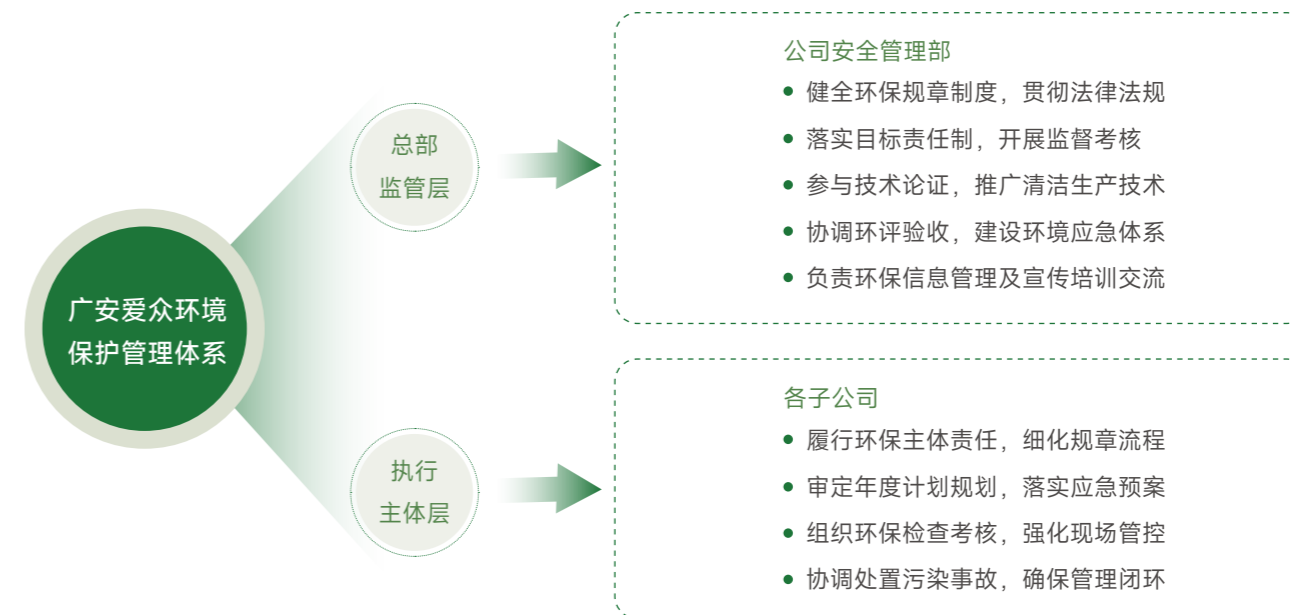 广安爱众环境
保护管理体系
总部
监管层
公司安全管理部
健全环保规章制度，贯彻法律法规
落实目标责任制，开展监督考核
参与技术论证，推广清洁生产技术
协调环评验收，建设环境应急体系
负责环保信息管理及宣传培训交流
执行
主体层
各子公司
履行环保主体责任，细化规章流程
审定年度计划规划，落实应急预案
组织环保检查考核，强化现场管控
协调处置污染事故，确保管理闭环